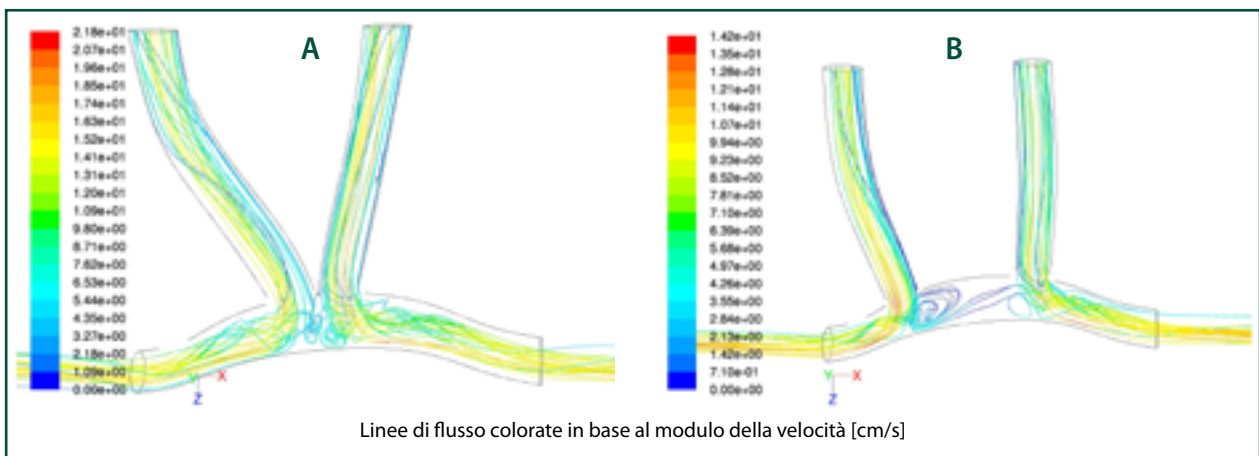 A
2.18e+01
2.07e+01
1.96e+01
1.85e+01
1.74e+01
1.63e+01
1.52e+01
1.41e+01
1.31e+01
1.20e+01
1.09e+01
9.80e+00
8.71e+00
7.62e+00
6.53e+00
5.44e+00
4.35e+00
3.27e+00
2.18e+00
1.09e+00
0.00e+00
Y X
Z
B
1.42e+01
1.35e+01
1.28e+01
1.21e+01
1.14e+01
1.07e+01
9.94e+00
9.23e+00
8.52e+00
7.81e+00
7.10e+00
6.39e+00
5.68e+00
4.97e+00
4.26e+00
3.55e+00
2.84e+00
2.13e+00
1.42e+00
7.10e-01
0.00e+00
Y X
Z
Linee di flusso colorate in base al modulo della velocità [cm/s]